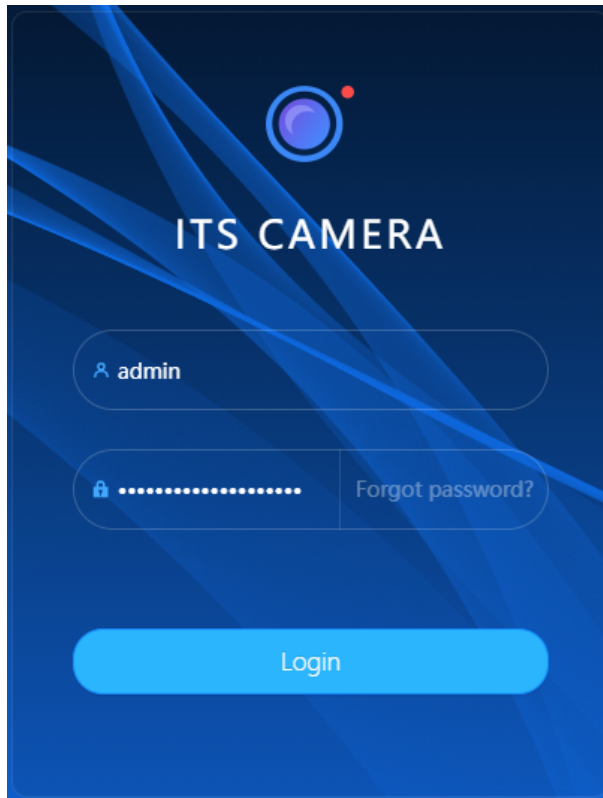 ITS CAMERA
admin
••••••••••••••••••••
Forgot password?
Login